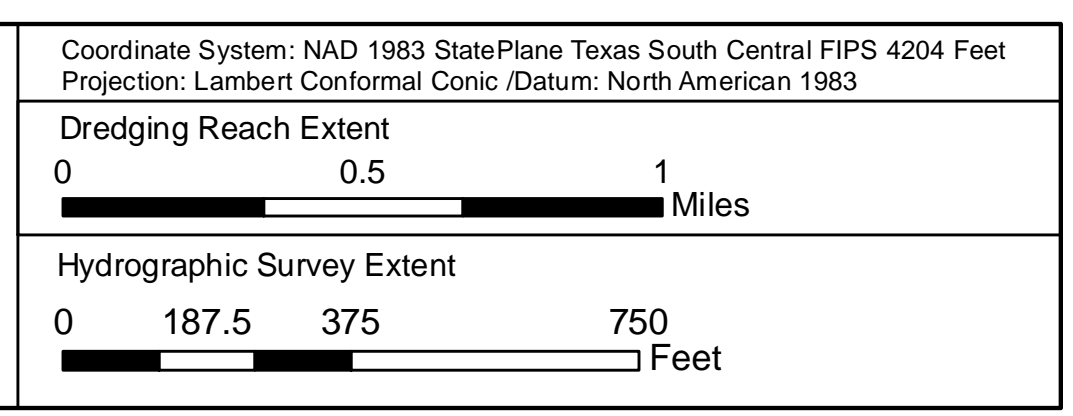 Coordinate System: NAD 1983 StatePlane Texas South Central FIPS 4204 Feet
Projection: Lambert Conformal Conic /Datum: North American 1983
Dredging Reach Extent
0 0.5 1
Miles
Hydrographic Survey Extent
0 187.5 375 750
Feet